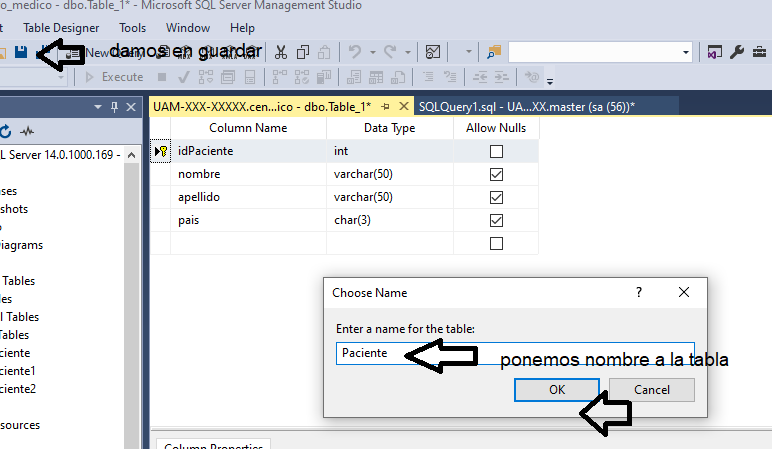 o_medico - dbo.Table_1* - Microsoft SQL Server Management Studio
t Table Designer Tools Window Help
damos en guardar
New Query
Execute
UAM-XXX-XXXXX.cen...ico - dbo.Table_1*
SQLQuery1.sql - UA...XX.master (sa (56))*
Column Name Data Type Allow Nulls
idPaciente int
nombre varchar(50)
apellido varchar(50)
pais char(3)
L Server 14.0.1000.169 -
ses
shots
o
Diagrams
Tables
les
l Tables
Tables
ciente
ciente1
ciente2
sources
Choose Name
Enter a name for the table:
Paciente
ponemos nombre a la tabla
OK Cancel
Column Properties